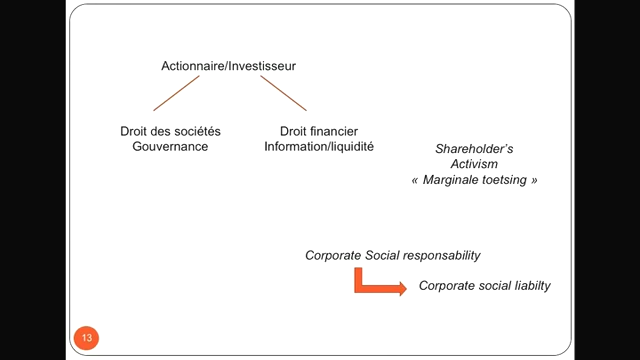 Actionnaire/Investisseur
Droit des sociétés
Gouvernance
Droit financier
Information/liquidité
Shareholder's
Activism
« Marginale toetsing »
Corporate Social responsability
Corporate social liabilty
13